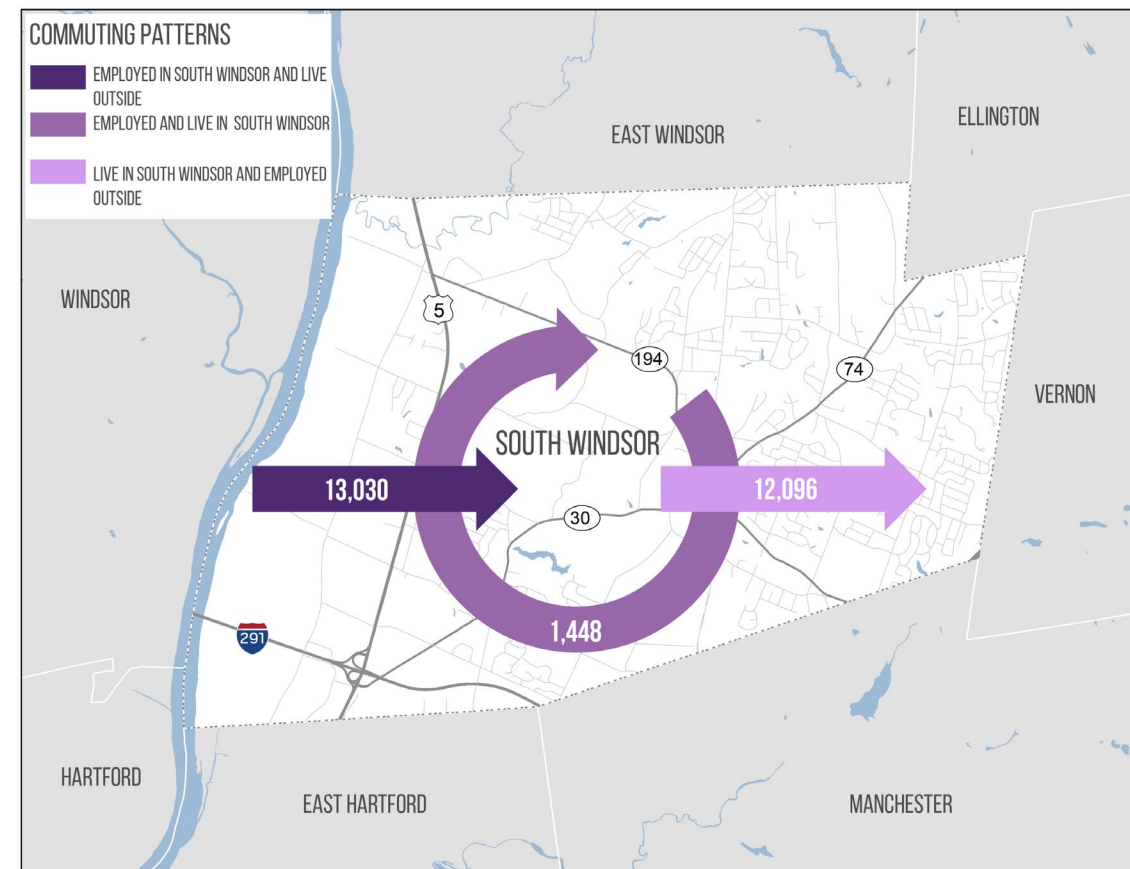 COMMUTING PATTERNS
EMPLOYED IN SOUTH WINDSOR AND LIVE
OUTSIDE
EMPLOYED AND LIVE IN SOUTH WINDSOR
LIVE IN SOUTH WINDSOR AND EMPLOYED
OUTSIDE
ELLINGTON
EAST WINDSOR
WINDSOR
5
194
74
VERNON
SOUTH WINDSOR
13,030
12,096
30
1,448
291
HARTFORD
EAST HARTFORD
MANCHESTER